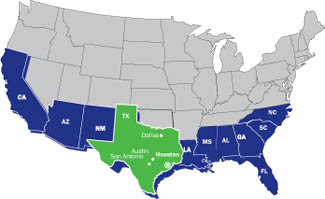 CA
AZ
NM
TX
Dallas
Austin
San Antonio
Houston
LA
MS
AL
GA
SC
NC
FL